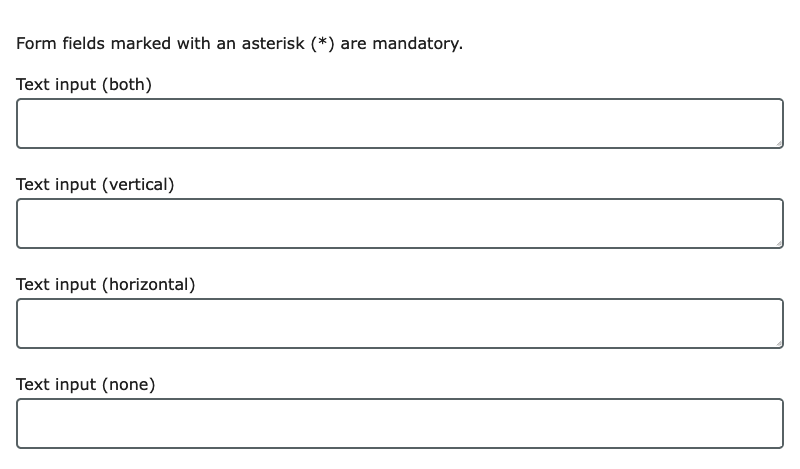 Form fields marked with an asterisk (*) are mandatory.
Text input (both)
Text input (vertical)
Text input (horizontal)
Text input (none)